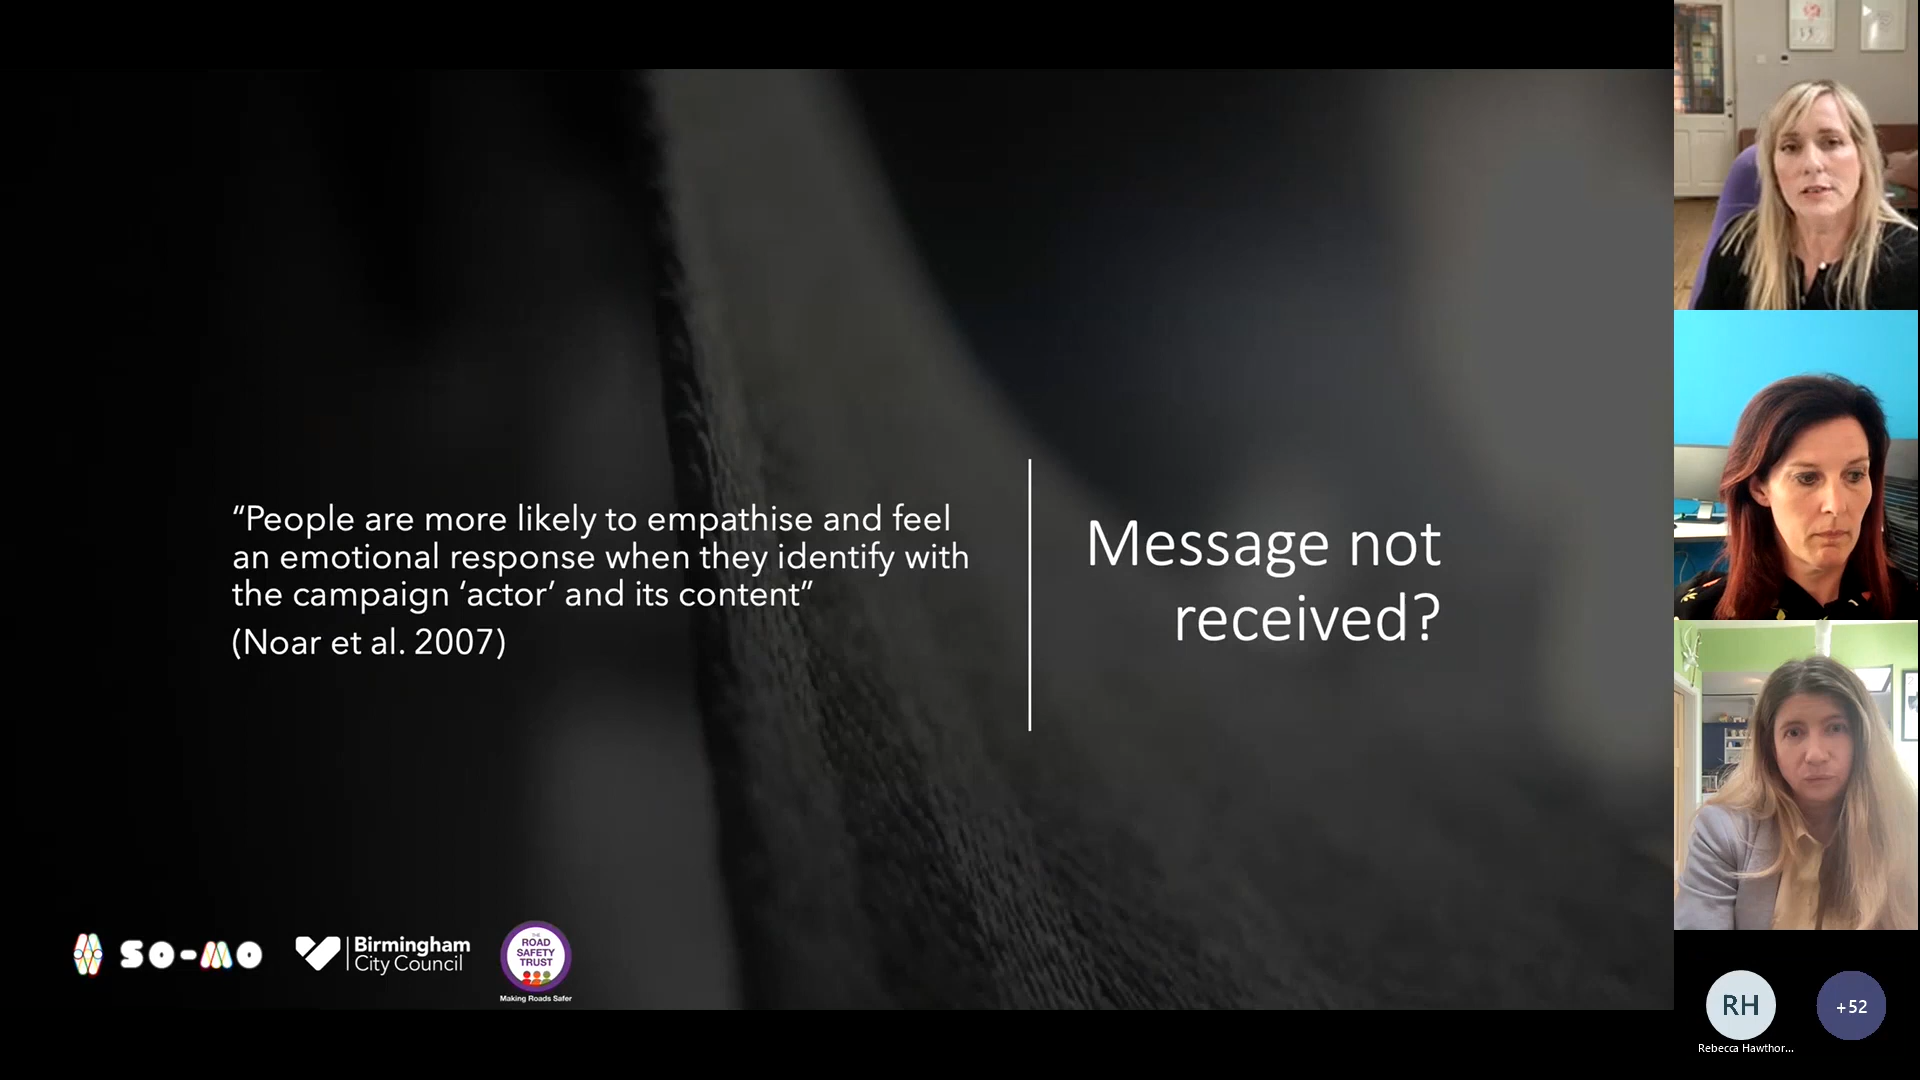 “People are more likely to empathise and feel
an emotional response when they identify with
the campaign ‘actor’ and its content”
(Noar et al. 2007)
Message not
received?
SO-MO
Birmingham
City Council
THE
ROAD
SAFETY
TRUST
Making Roads Safer
RH
+52
Rebecca Hawthor...